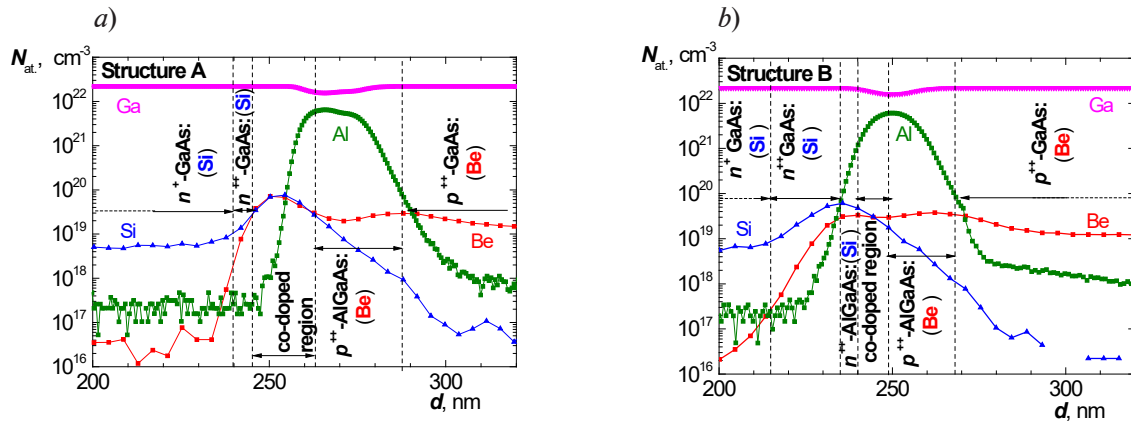 a)
N at., cm-3
Structure A
10^22
10^21
10^20
10^19
10^18
10^17
10^16
Ga
Al
Si
Be
n+-GaAs:
(Si)
n++-GaAs:(Si)
co-doped
region
p++-AlGaAs:
(Be)
p++-GaAs:
(Be)
200 250 300
d, nm
b)
N at., cm-3
Structure B
10^22
10^21
10^20
10^19
10^18
10^17
10^16
Ga
Al
Si
Be
n+ GaAs:
(Si)
n++GaAs:
(Si)
n++-AlGaAs:(Si)
co-doped region
p++-AlGaAs:
(Be)
p++-GaAs:
(Be)
200 250 300
d, nm